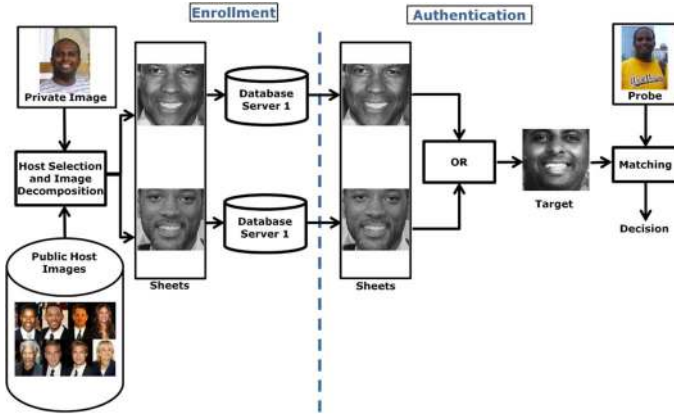 Enrollment
Authentication
Private Image
Host Selection
and Image
Decomposition
Public Host
Images
Database
Server 1
Database
Server 1
Sheets
Sheets
OR
Target
Probe
Matching
Decision